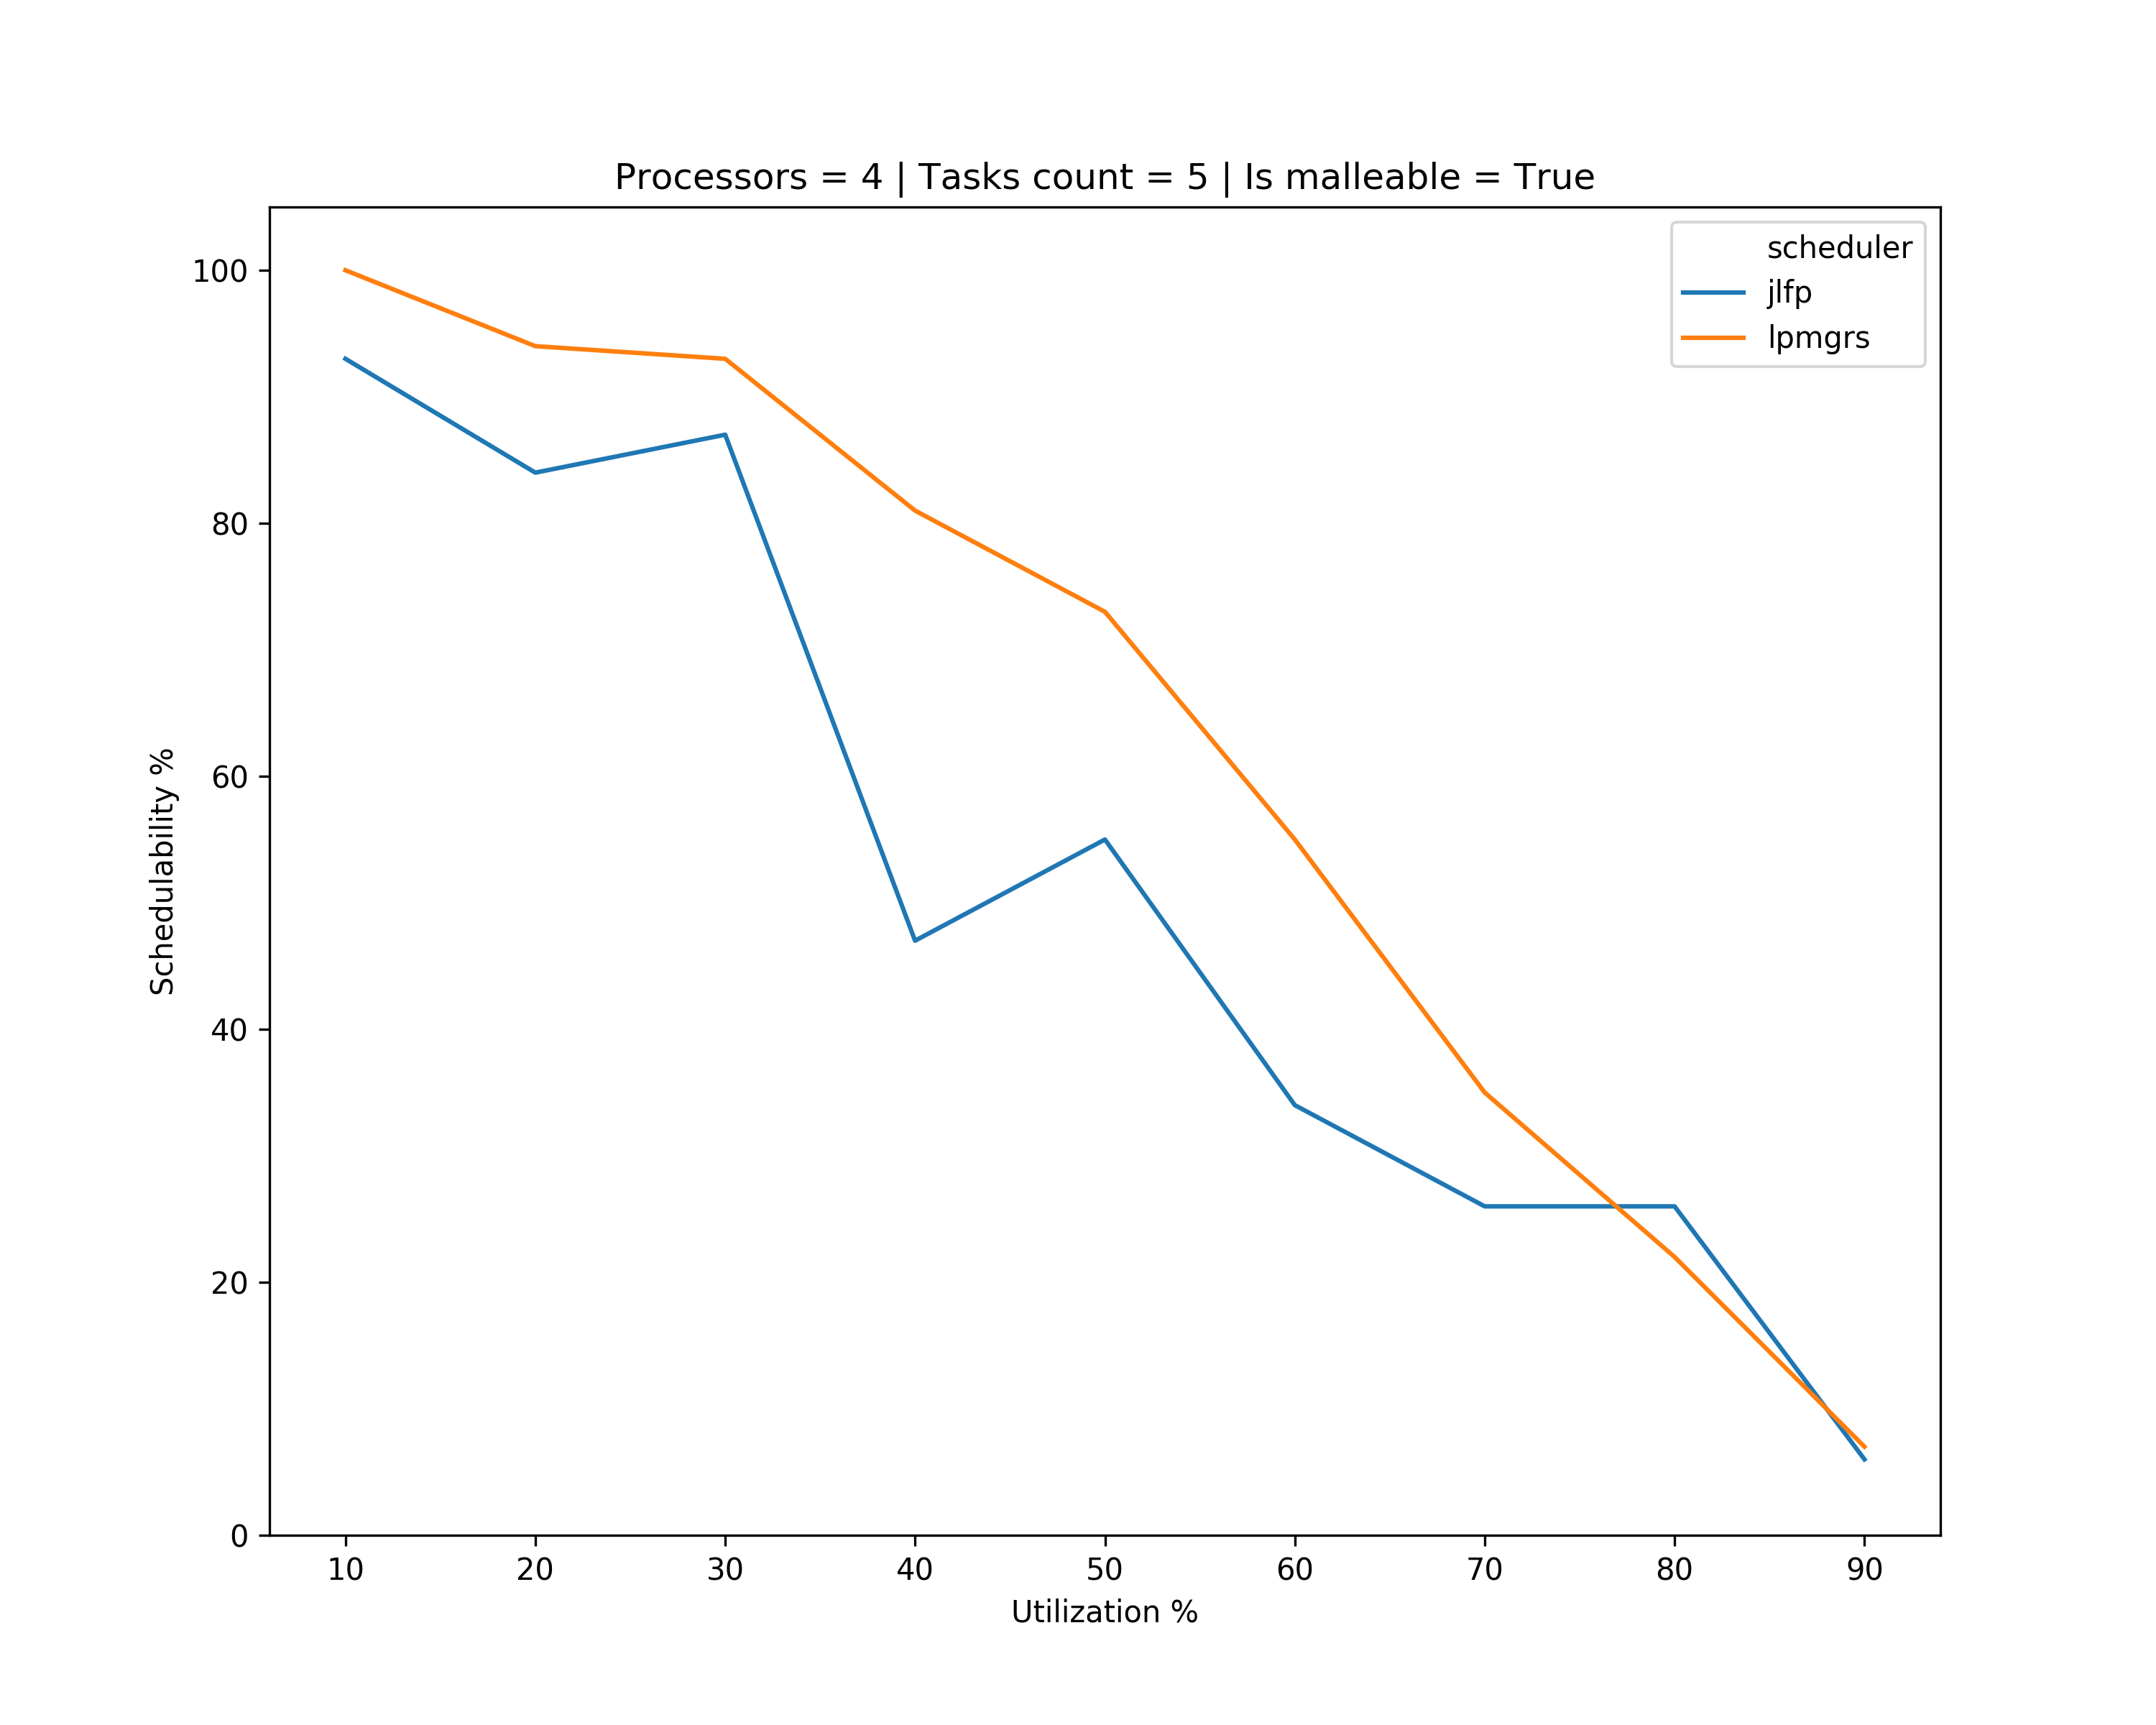 Processors = 4 | Tasks count = 5 | Is malleable = True
scheduler
jlfp
lpmgrs
Schedulability %
100
80
60
40
20
0
10 20 30 40 50 60 70 80 90
Utilization %